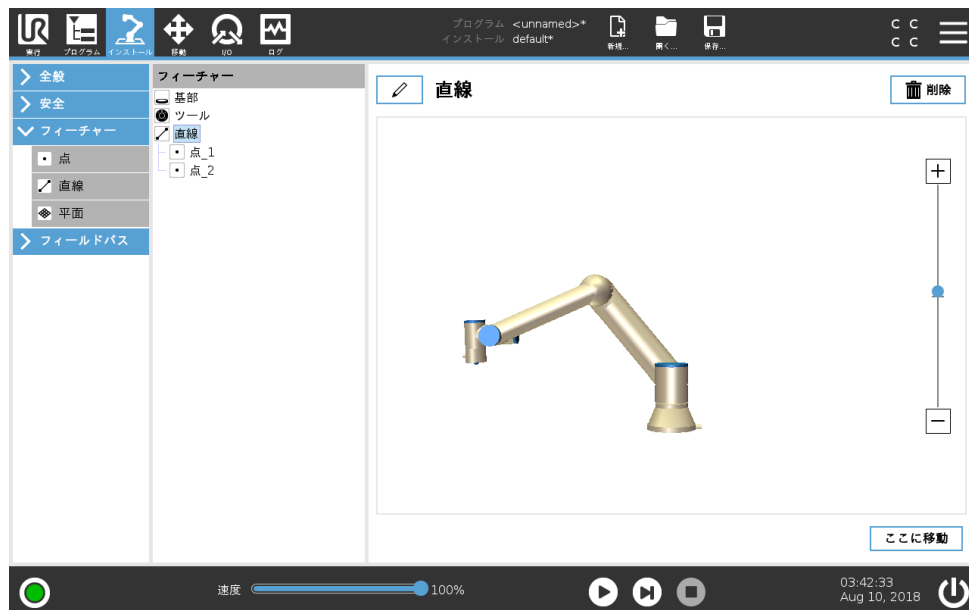 プログラム <unnamed>*
インストール default*
UR
実行
プログラム
インストール
移動
I/O
ログ
新規...
開く...
保存...
C C
C C
全般
安全
フィーチャー
点
直線
平面
フィールドバス
フィーチャー
基部
ツール
直線
点_1
点_2
直線
削除
ここに移動
速度
100%
03:42:33
Aug 10, 2018